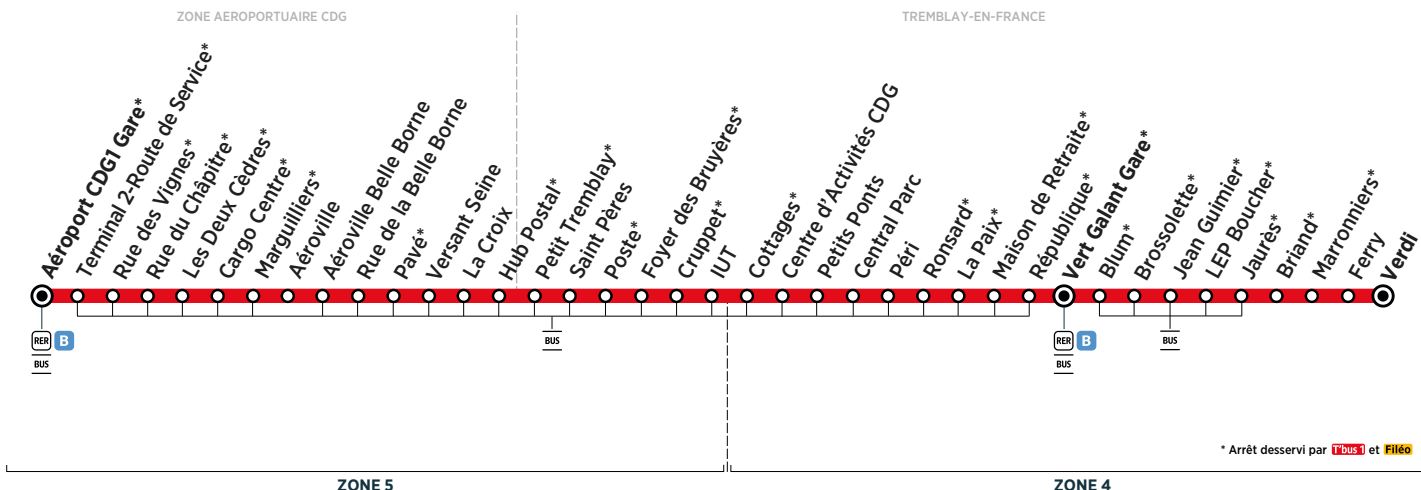 ZONE AEROPORTUAIRE CDG
TREMBLAY-EN-FRANCE
Aéroport CDG1 Gare*
Terminal 2-Route de Service*
Rue des Vignes*
Rue du Châpitre*
Les Deux Cèdres*
Cargo Centre*
Marguilliers*
Aéroville
Aéroville Belle Borne
Rue de la Belle Borne
Pavé*
Versant Seine
La Croix
Hub Postal*
Petit Tremblay*
Saint Pères
Poste*
Foyer des Bruyères*
Cruppet*
IUT
Cottages*
Centre d'Activités CDG
Petits Ponts
Central Parc
Péri
Ronsard*
La Paix*
Maison de Retraite*
République*
Vert Galant Gare*
Blum*
Brossolette*
Jean Guimier*
LEP Boucher*
Jaurès*
Briand*
Marronniers*
Ferry
Verdi
RER B
BUS
BUS
RER B
BUS
BUS
* Arrêt desservi par T'bus 1 et Filéo
ZONE 5
ZONE 4